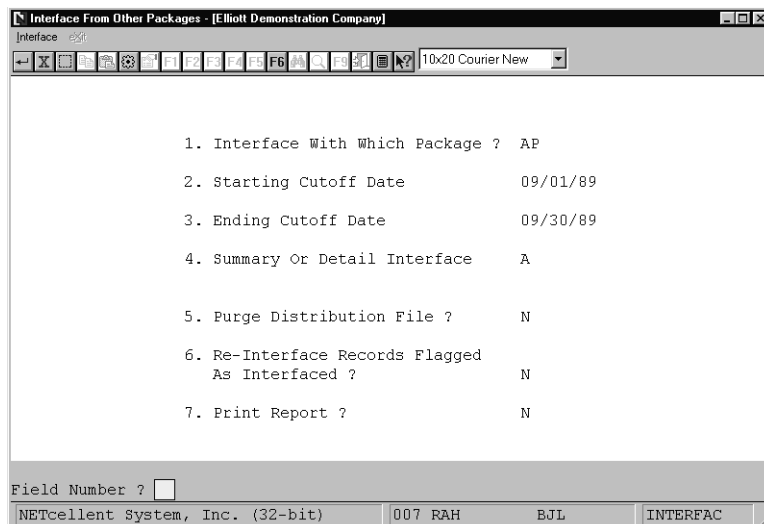 Interface From Other Packages - [Elliott Demonstration Company]
Interface eXit
F1 F2 F3 F4 F5 F6 F9 10x20 Courier New
1. Interface With Which Package ? AP
2. Starting Cutoff Date 09/01/89
3. Ending Cutoff Date 09/30/89
4. Summary Or Detail Interface A
5. Purge Distribution File ? N
6. Re-Interface Records Flagged
As Interfaced ? N
7. Print Report ? N
Field Number ?
NETcellent System, Inc. (32-bit) 007 RAH BJL INTERFAC